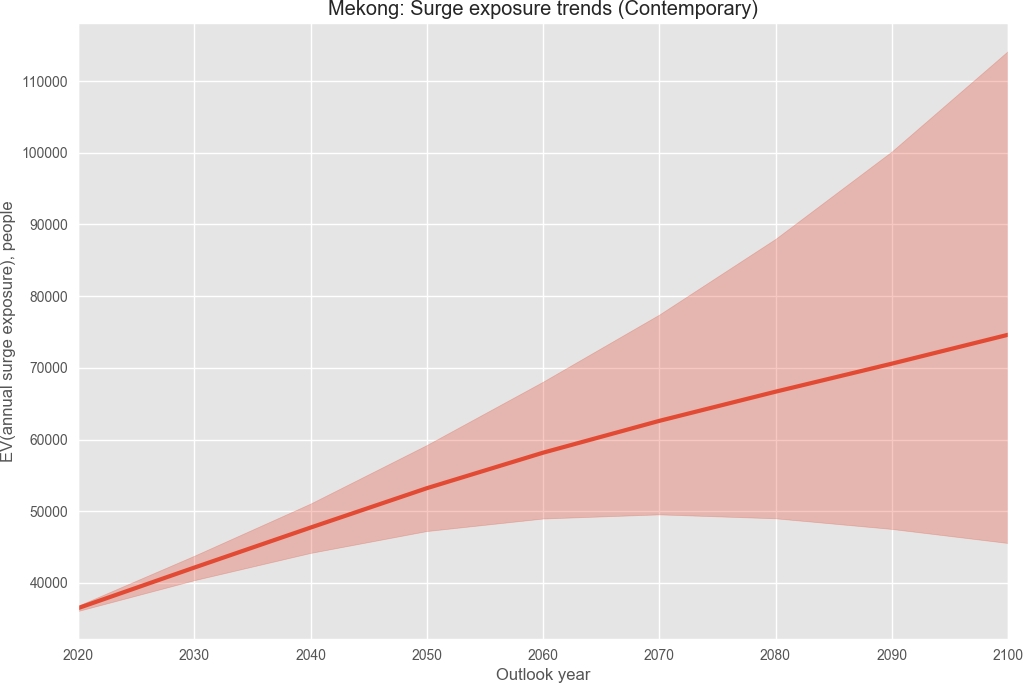 Mekong: Surge exposure trends (Contemporary)
EV(annual surge exposure), people
110000
100000
90000
80000
70000
60000
50000
40000
2020 2030 2040 2050 2060 2070 2080 2090 2100
Outlook year